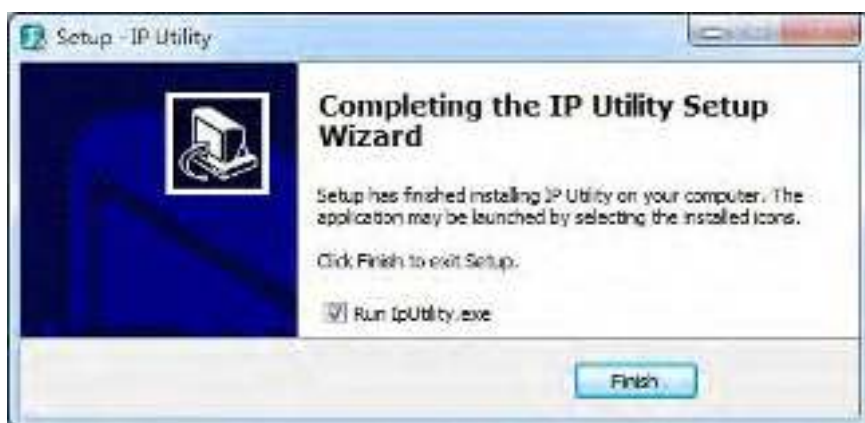 Setup - IP Utility
Completing the IP Utility Setup
Wizard
Setup has finished installing IP Utility on your computer. The
application may be launched by selecting the installed icons.
Click Finish to exit Setup.
Run IpUtility.exe
Finish